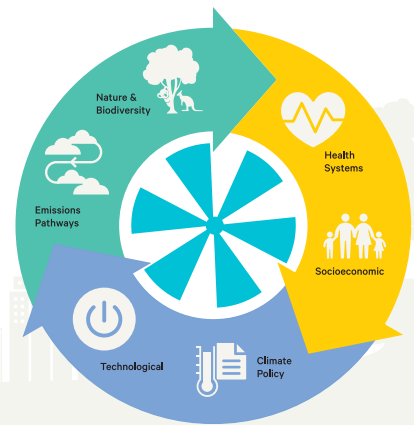 Nature &
Biodiversity
Health
Systems
Emissions
Pathways
Socioeconomic
Technological
Climate
Policy